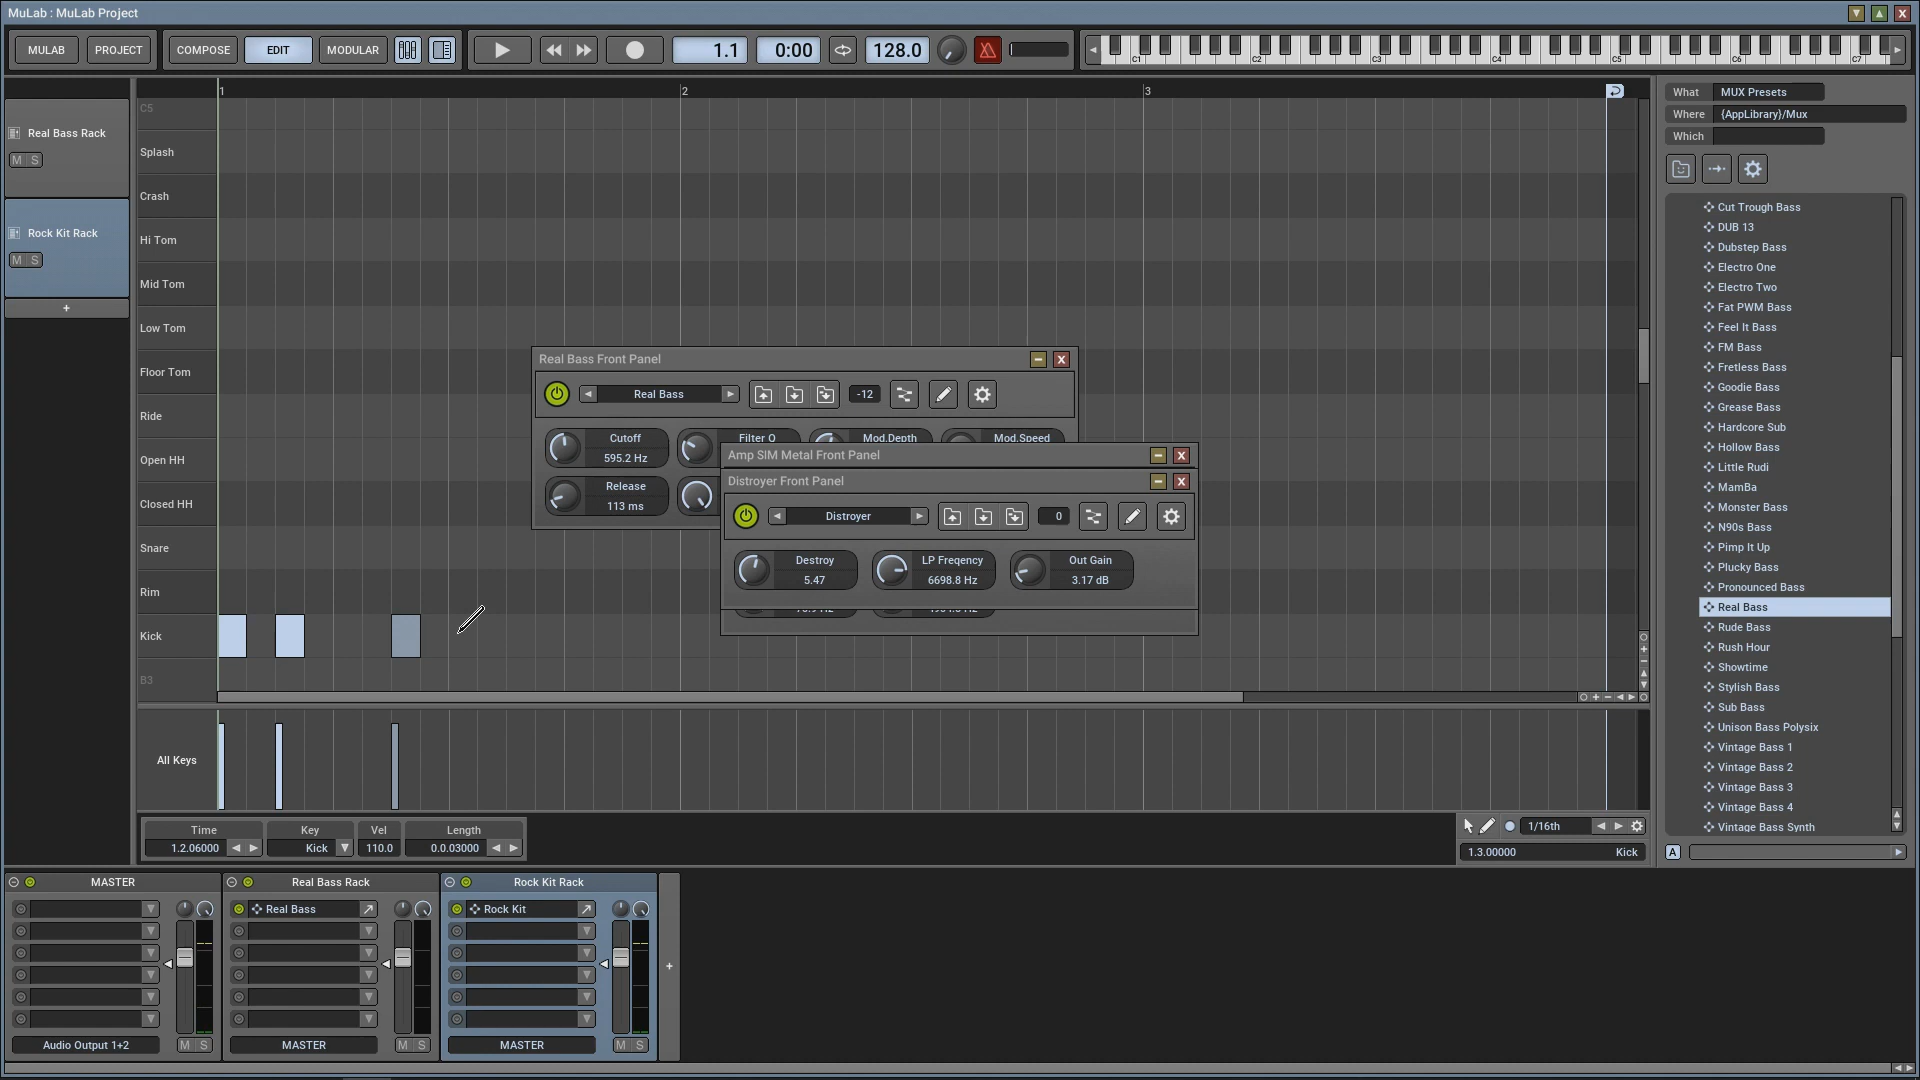 MuLab : MuLab Project
MULAB PROJECT COMPOSE EDIT MODULAR 1.1 0:00 128.0 C1 C2 C3 C4 C5 C6 C7
1 2 3
Real Bass Rack
M S
Rock Kit Rack
M S
+
C5
Splash
Crash
Hi Tom
Mid Tom
Low Tom
Floor Tom
Ride
Open HH
Closed HH
Snare
Rim
Kick
B3
Real Bass Front Panel
Real Bass -12
Cutoff Filter Q Mod.Depth Mod.Speed
595.2 Hz
Release
113 ms
Amp SIM Metal Front Panel
Distroyer Front Panel
Distroyer 0
Destroy LP Freqency Out Gain
5.47 6698.8 Hz 3.17 dB
All Keys
Time Key Vel Length
1.2.06000 Kick 110.0 0.0.03000
1/16th
1.3.00000 Kick
What MUX Presets
Where {AppLibrary}/Mux
Which
Cut Trough Bass
DUB 13
Dubstep Bass
Electro One
Electro Two
Fat PWM Bass
Feel It Bass
FM Bass
Fretless Bass
Goodie Bass
Grease Bass
Hardcore Sub
Hollow Bass
Little Rudi
MamBa
Monster Bass
N90s Bass
Pimp It Up
Plucky Bass
Pronounced Bass
Real Bass
Rude Bass
Rush Hour
Showtime
Stylish Bass
Sub Bass
Unison Bass Polysix
Vintage Bass 1
Vintage Bass 2
Vintage Bass 3
Vintage Bass 4
Vintage Bass Synth
A
MASTER Real Bass Rack Rock Kit Rack
Real Bass Rock Kit
+
Audio Output 1+2 M S MASTER M S MASTER M S